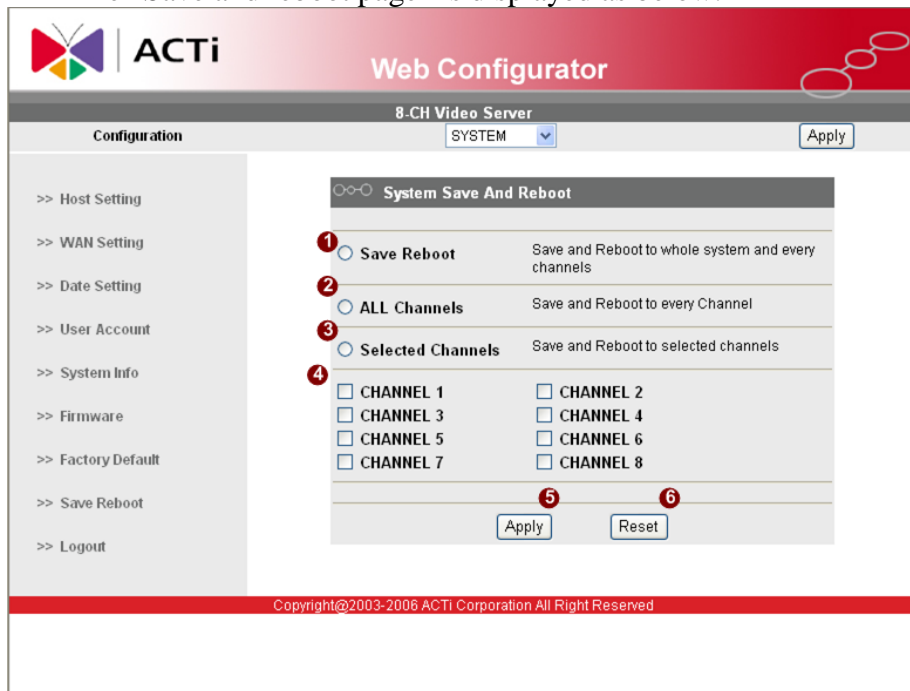 ACTi
Web Configurator
8-CH Video Server
Configuration
SYSTEM
Apply
>> Host Setting
>> WAN Setting
>> Date Setting
>> User Account
>> System Info
>> Firmware
>> Factory Default
>> Save Reboot
>> Logout
System Save And Reboot
1
Save Reboot
Save and Reboot to whole system and every
channels
2
ALL Channels
Save and Reboot to every Channel
3
Selected Channels
Save and Reboot to selected channels
4
CHANNEL 1
CHANNEL 2
CHANNEL 3
CHANNEL 4
CHANNEL 5
CHANNEL 6
CHANNEL 7
CHANNEL 8
5
6
Apply
Reset
Copyright@2003-2006 ACTi Corporation All Right Reserved